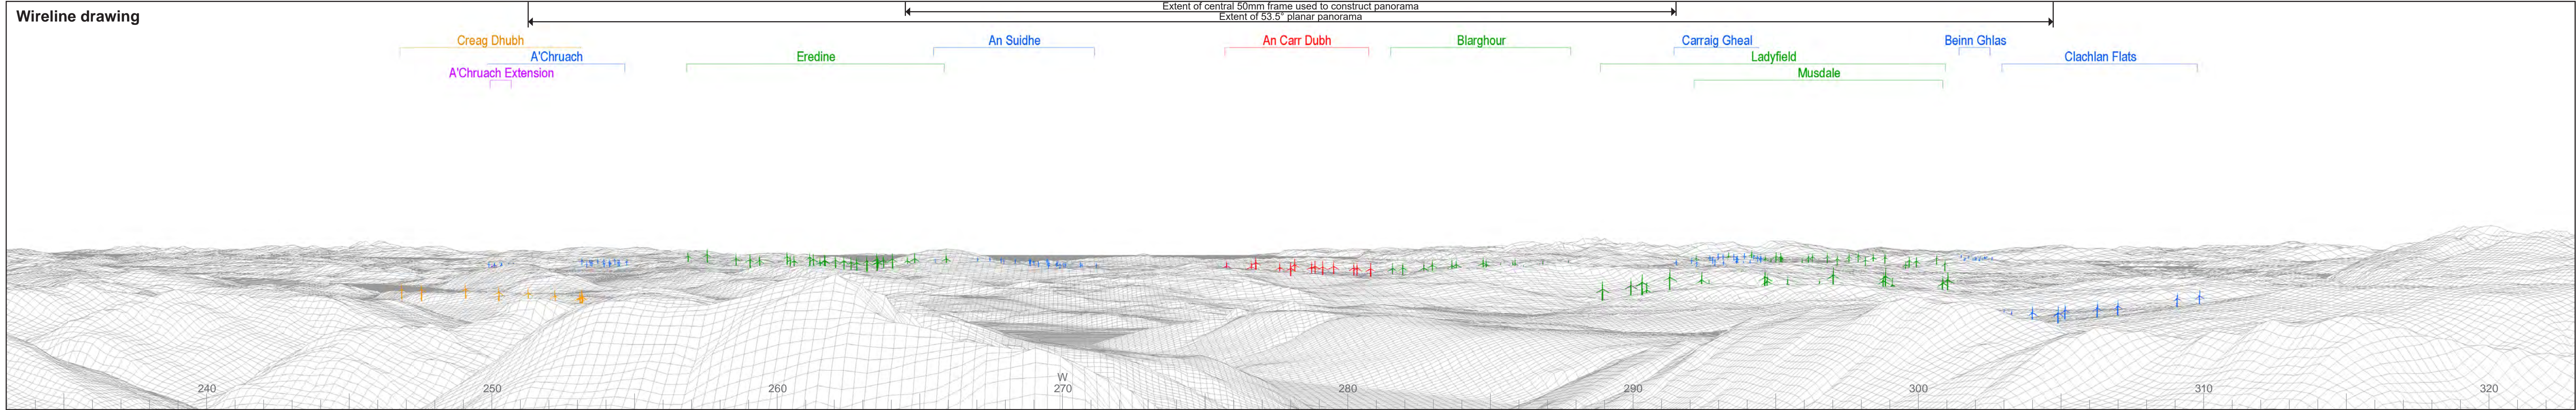 Wireline drawing
Extent of central 50mm frame used to construct panorama
Extent of 53.5° planar panorama
Creag Dhubh
An Suidhe
An Carr Dubh
Blarghour
Carraig Gheal
Beinn Ghlas
A'Chruach
Eredine
Ladyfield
Clachlan Flats
A'Chruach Extension
Musdale
W
240
250
260
270
280
290
300
310
320